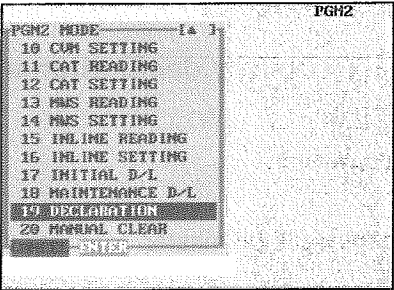 PGM2
PGM2 MODE [▲ ]
10 CVM SETTING
11 CAT READING
12 CAT SETTING
13 MWS READING
14 MWS SETTING
15 INLINE READING
16 INLINE SETTING
17 INITIAL D/L
18 MAINTENANCE D/L
19 DECLARATION
20 MANUAL CLEAR
ENTER